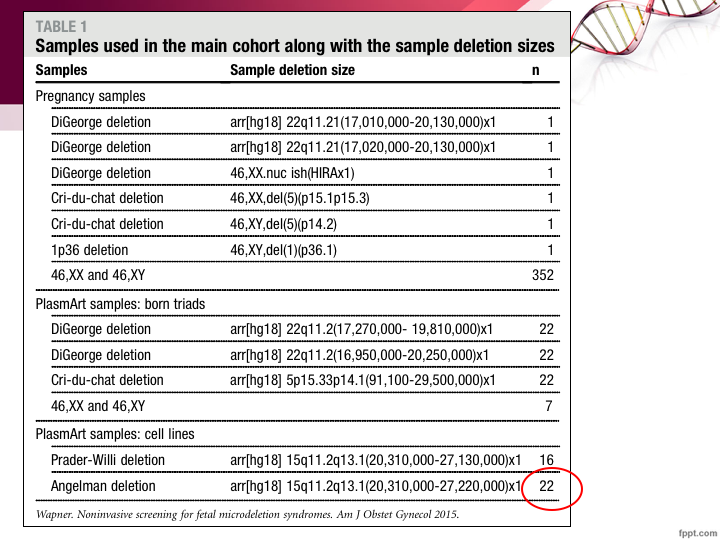 TABLE 1
Samples used in the main cohort along with the sample deletion sizes
Samples Sample deletion size n
Pregnancy samples
DiGeorge deletion arr[hg18] 22q11.21(17,010,000-20,130,000)x1 1
DiGeorge deletion arr[hg18] 22q11.21(17,020,000-20,130,000)x1 1
DiGeorge deletion 46,XX.nuc ish(HIRAx1) 1
Cri-du-chat deletion 46,XX,del(5)(p15.1p15.3) 1
Cri-du-chat deletion 46,XY,del(5)(p14.2) 1
1p36 deletion 46,XY,del(1)(p36.1) 1
46,XX and 46,XY 352
PlasmArt samples: born triads
DiGeorge deletion arr[hg18] 22q11.2(17,270,000- 19,810,000)x1 22
DiGeorge deletion arr[hg18] 22q11.2(16,950,000-20,250,000)x1 22
Cri-du-chat deletion arr[hg18] 5p15.33p14.1(91,100-29,500,000)x1 22
46,XX and 46,XY 7
PlasmArt samples: cell lines
Prader-Willi deletion arr[hg18] 15q11.2q13.1(20,310,000-27,130,000)x1 16
Angelman deletion arr[hg18] 15q11.2q13.1(20,310,000-27,220,000)x1 22
Wapner. Noninvasive screening for fetal microdeletion syndromes. Am J Obstet Gynecol 2015.
fppt.com